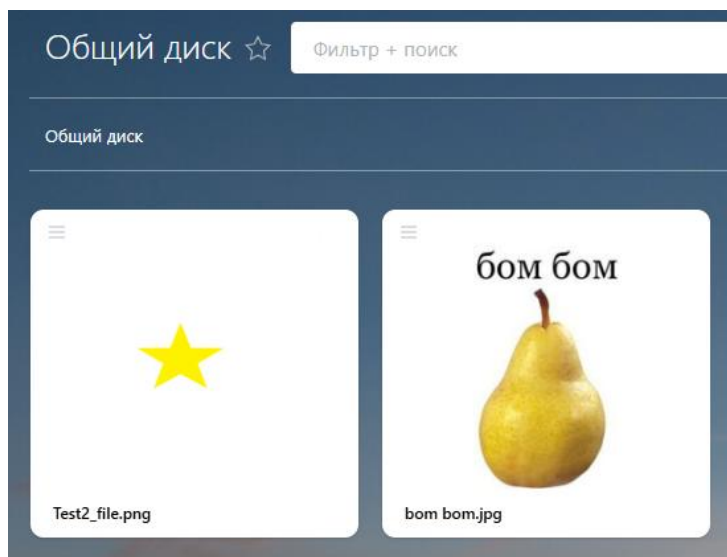 Общий диск
Фильтр + поиск
Общий диск
бом бом
Test2_file.png
bom bom.jpg